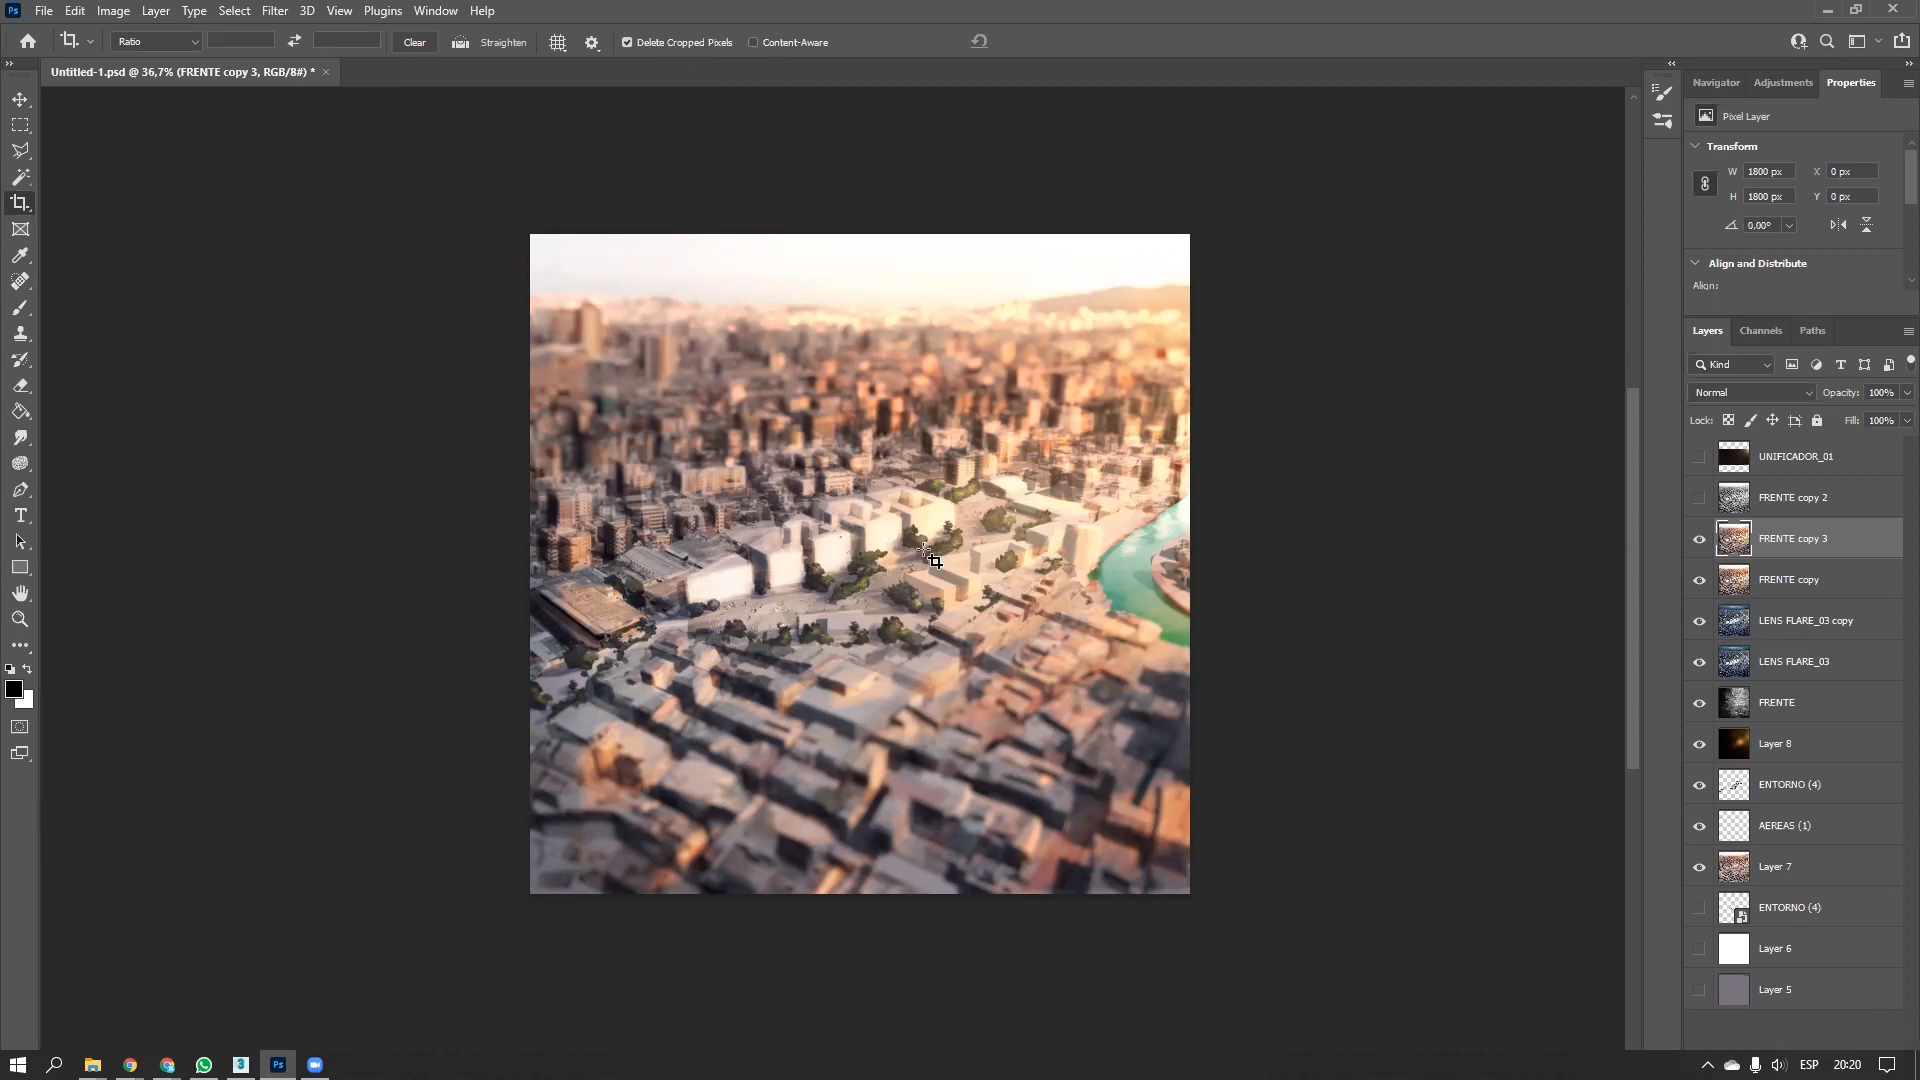 Ps File Edit Image Layer Type Select Filter 3D View Plugins Window Help
Ratio Clear Straighten Delete Cropped Pixels Content-Aware
Untitled-1.psd @ 36,7% (FRENTE copy 3, RGB/8#) *
Navigator Adjustments Properties
Pixel Layer
Transform
W 1800 px X 0 px
H 1800 px Y 0 px
0,00°
Align and Distribute
Align:
Layers Channels Paths
Kind
Normal Opacity: 100%
Lock: Fill: 100%
UNIFICADOR_01
FRENTE copy 2
FRENTE copy 3
FRENTE copy
LENS FLARE_03 copy
LENS FLARE_03
FRENTE
Layer 8
ENTORNO (4)
AEREAS (1)
Layer 7
ENTORNO (4)
Layer 6
Layer 5
3 Ps ESP 20:20